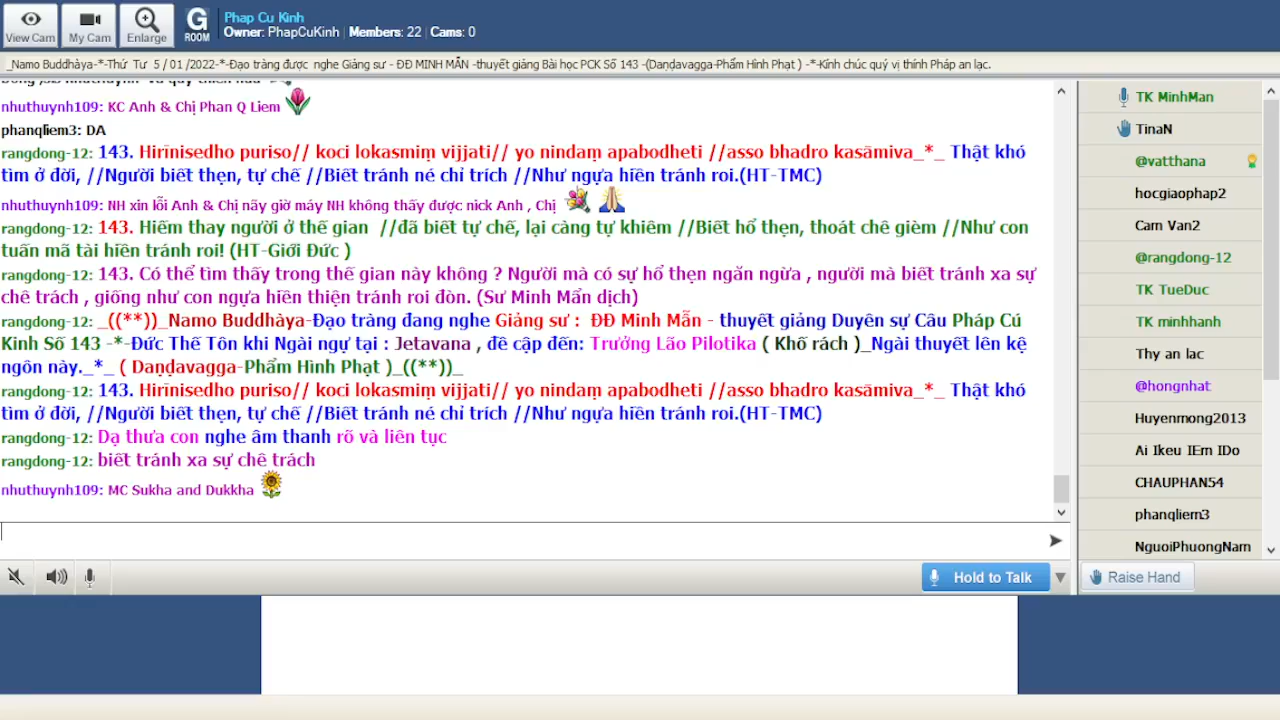 View Cam
My Cam
Enlarge
G
ROOM
Phap Cu Kinh
Owner: PhapCuKinh | Members: 22 | Cams: 0
_Namo Buddhàya-*-Thứ Tư 5 / 01 /2022-*-Đạo tràng được nghe Giảng sư - ĐĐ MINH MẪN -thuyết giảng Bài học PCK Số 143 -(Daṇḍavagga-Phẩm Hình Phạt ) -*-Kính chúc quý vị thính Pháp an lạc.
nhuthuynh109: KC Anh & Chị Phan Q Liem
phanqliem3: DA
rangdong-12: 143. Hirīnisedho puriso// koci lokasmiṃ vijjati// yo nindaṃ apabodheti //asso bhadro kasāmiva_*_ Thật khó
tìm ở đời, //Người biết thẹn, tự chế //Biết tránh né chỉ trích //Như ngựa hiền tránh roi.(HT-TMC)
nhuthuynh109: NH xin lỗi Anh & Chị nãy giờ máy NH không thấy được nick Anh , Chị
rangdong-12: 143. Hiếm thay người ở thế gian //đã biết tự chế, lại càng tự khiêm //Biết hổ thẹn, thoát chê gièm //Như con
tuấn mã tài hiền tránh roi! (HT-Giới Đức )
rangdong-12: 143. Có thể tìm thấy trong thế gian này không ? Người mà có sự hổ thẹn ngăn ngừa , người mà biết tránh xa sự
chê trách , giống như con ngựa hiền thiện tránh roi đòn. (Sư Minh Mẩn dịch)
rangdong-12: _((**))_Namo Buddhàya-Đạo tràng đang nghe Giảng sư : ĐĐ Minh Mẫn - thuyết giảng Duyên sự Câu Pháp Cú
Kinh Số 143 -*-Đức Thế Tôn khi Ngài ngự tại : Jetavana , đề cập đến: Trưởng Lão Pilotika ( Khố rách )_Ngài thuyết lên kệ
ngôn này._*_ ( Daṇḍavagga-Phẩm Hình Phạt )_((**))_
rangdong-12: 143. Hirīnisedho puriso// koci lokasmiṃ vijjati// yo nindaṃ apabodheti //asso bhadro kasāmiva_*_ Thật khó
tìm ở đời, //Người biết thẹn, tự chế //Biết tránh né chỉ trích //Như ngựa hiền tránh roi.(HT-TMC)
rangdong-12: Dạ thưa con nghe âm thanh rõ và liên tục
rangdong-12: biết tránh xa sự chê trách
nhuthuynh109: MC Sukha and Dukkha
Hold to Talk
TK MinhMan
TinaN
@vatthana
hocgiaophap2
Cam Van2
@rangdong-12
TK TueDuc
TK minhhanh
Thy an lac
@hongnhat
Huyenmong2013
Ai Ikeu IEm IDo
CHAUPHAN54
phanqliem3
NguoiPhuongNam
Raise Hand